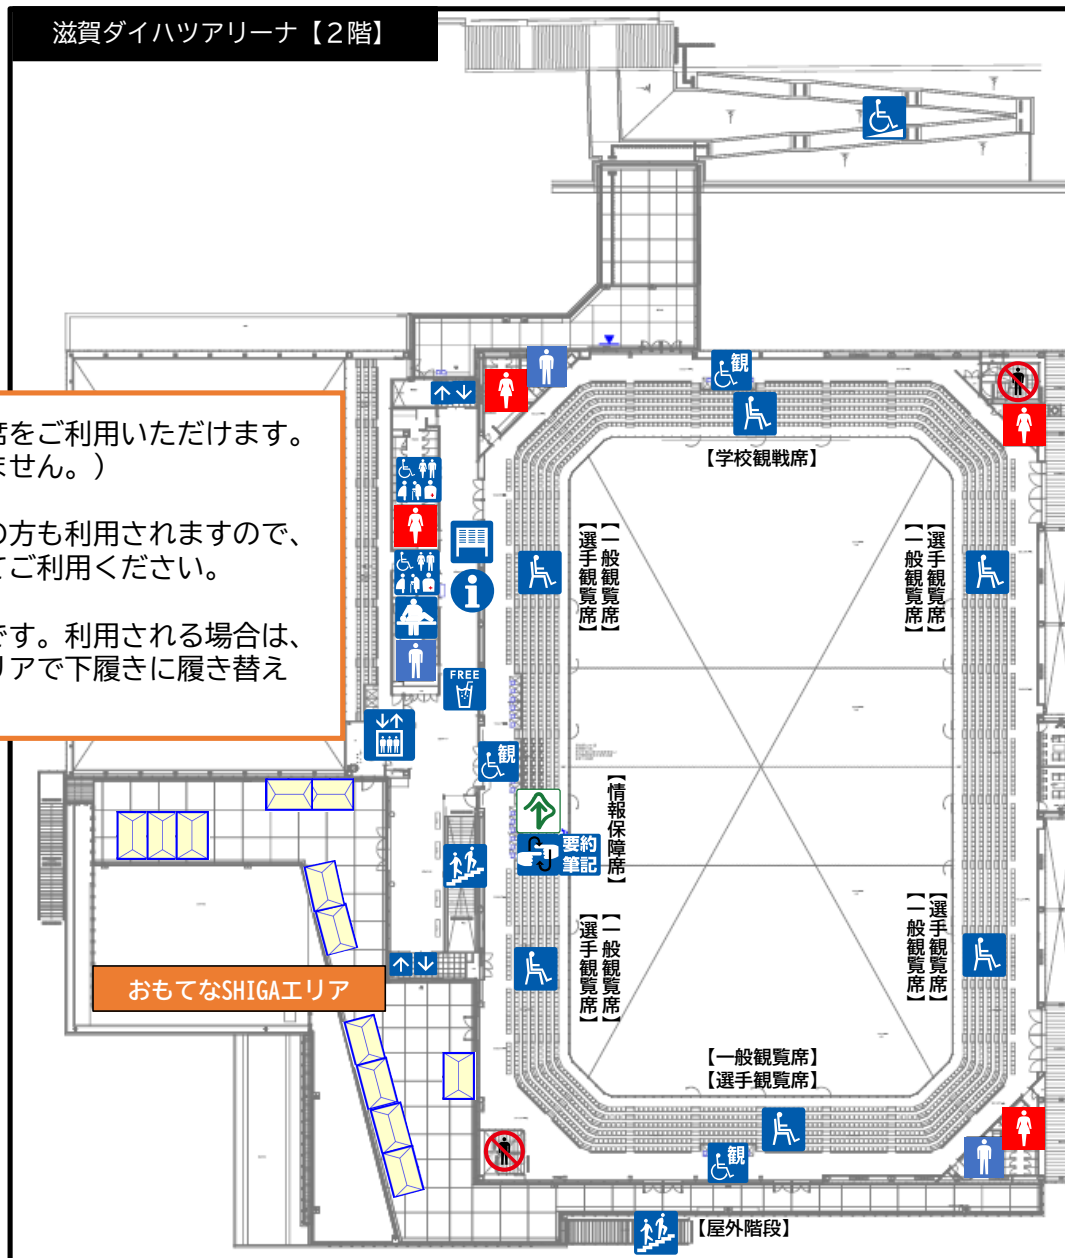 滋賀ダイハツアリーナ【２階】
観
【学校観戦席】
席をご利用いただけます。
ません。）
の方も利用されますので、
てご利用ください。
です。利用される場合は、
リアで下履きに履き替え
【一般観覧席】
【選手観覧席】
【選手観覧席】
【一般観覧席】
FREE
観
【情報保障席】
要約
筆記
【一般観覧席】
【選手観覧席】
【選手観覧席】
【一般観覧席】
おもてなSHIGAエリア
【一般観覧席】
【選手観覧席】
観
【屋外階段】